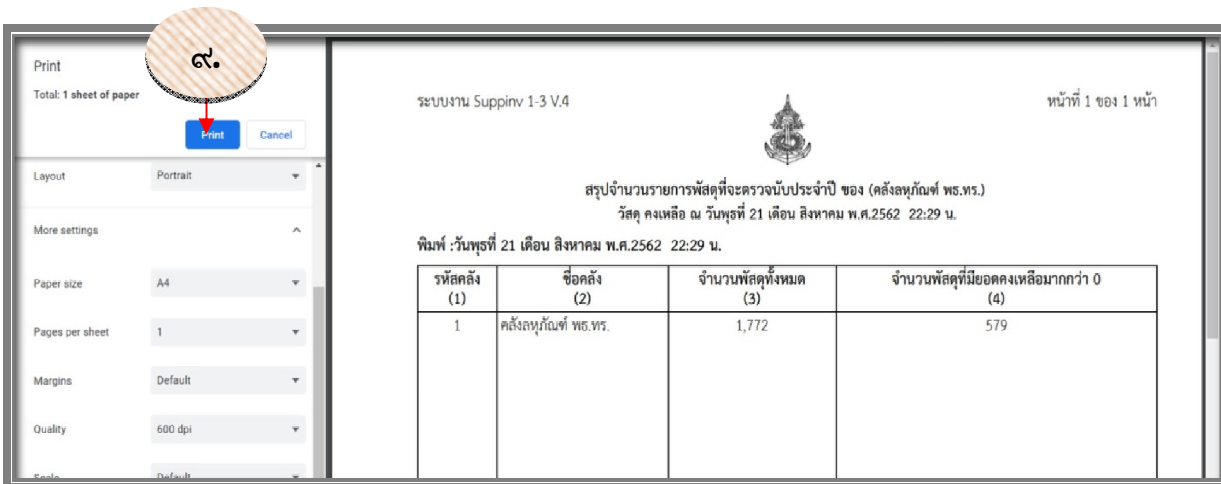 ๙.
Print
Total: 1 sheet of paper
Print Cancel
Layout Portrait
More settings
Paper size A4
Pages per sheet 1
Margins Default
Quality 600 dpi
Scale Default
ระบบงาน Suppinv 1-3 V.4
หน้าที่ 1 ของ 1 หน้า
สรุปจำนวนรายการพัสดุที่จะตรวจนับประจำปี ของ (คลังลหุภัณฑ์ พธ.ทร.)
วัสดุ คงเหลือ ณ วันพุธที่ 21 เดือน สิงหาคม พ.ศ.2562 22:29 น.
พิมพ์ :วันพุธที่ 21 เดือน สิงหาคม พ.ศ.2562 22:29 น.
รหัสคลัง ชื่อคลัง จำนวนพัสดุทั้งหมด จำนวนพัสดุที่มียอดคงเหลือมากกว่า 0
(1) (2) (3) (4)
1 คลังลหุภัณฑ์ พธ.ทร. 1,772 579